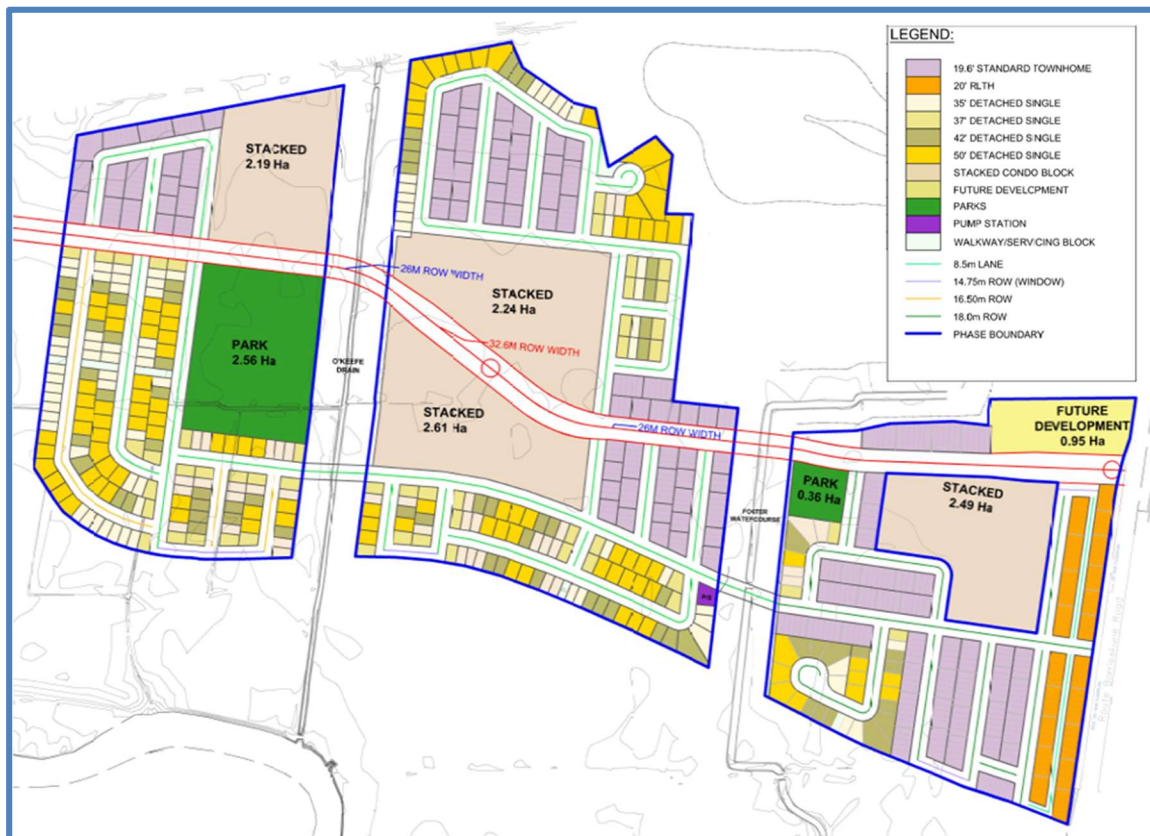 LEGEND:
19.6' STANDARD TOWNHOME
20' RLTH
35' DETACHED SINGLE
37' DETACHED SINGLE
42' DETACHED SINGLE
50' DETACHED SINGLE
STACKED CONDO BLOCK
FUTURE DEVELOPMENT
PARKS
PUMP STATION
WALKWAY/SERVICING BLOCK
8.5m LANE
14.75m ROW (WINDOW)
16.50m ROW
18.0m ROW
PHASE BOUNDARY
STACKED
2.19 Ha
26M ROW WIDTH
STACKED
2.24 Ha
PARK
2.56 Ha
32.6M ROW WIDTH
O'KEEFE
DRAIN
STACKED
2.61 Ha
26M ROW WIDTH
FUTURE
DEVELOPMENT
0.95 Ha
PARK
0.36 Ha
STACKED
2.49 Ha
FOSTER
WATERCOURSE
P/S